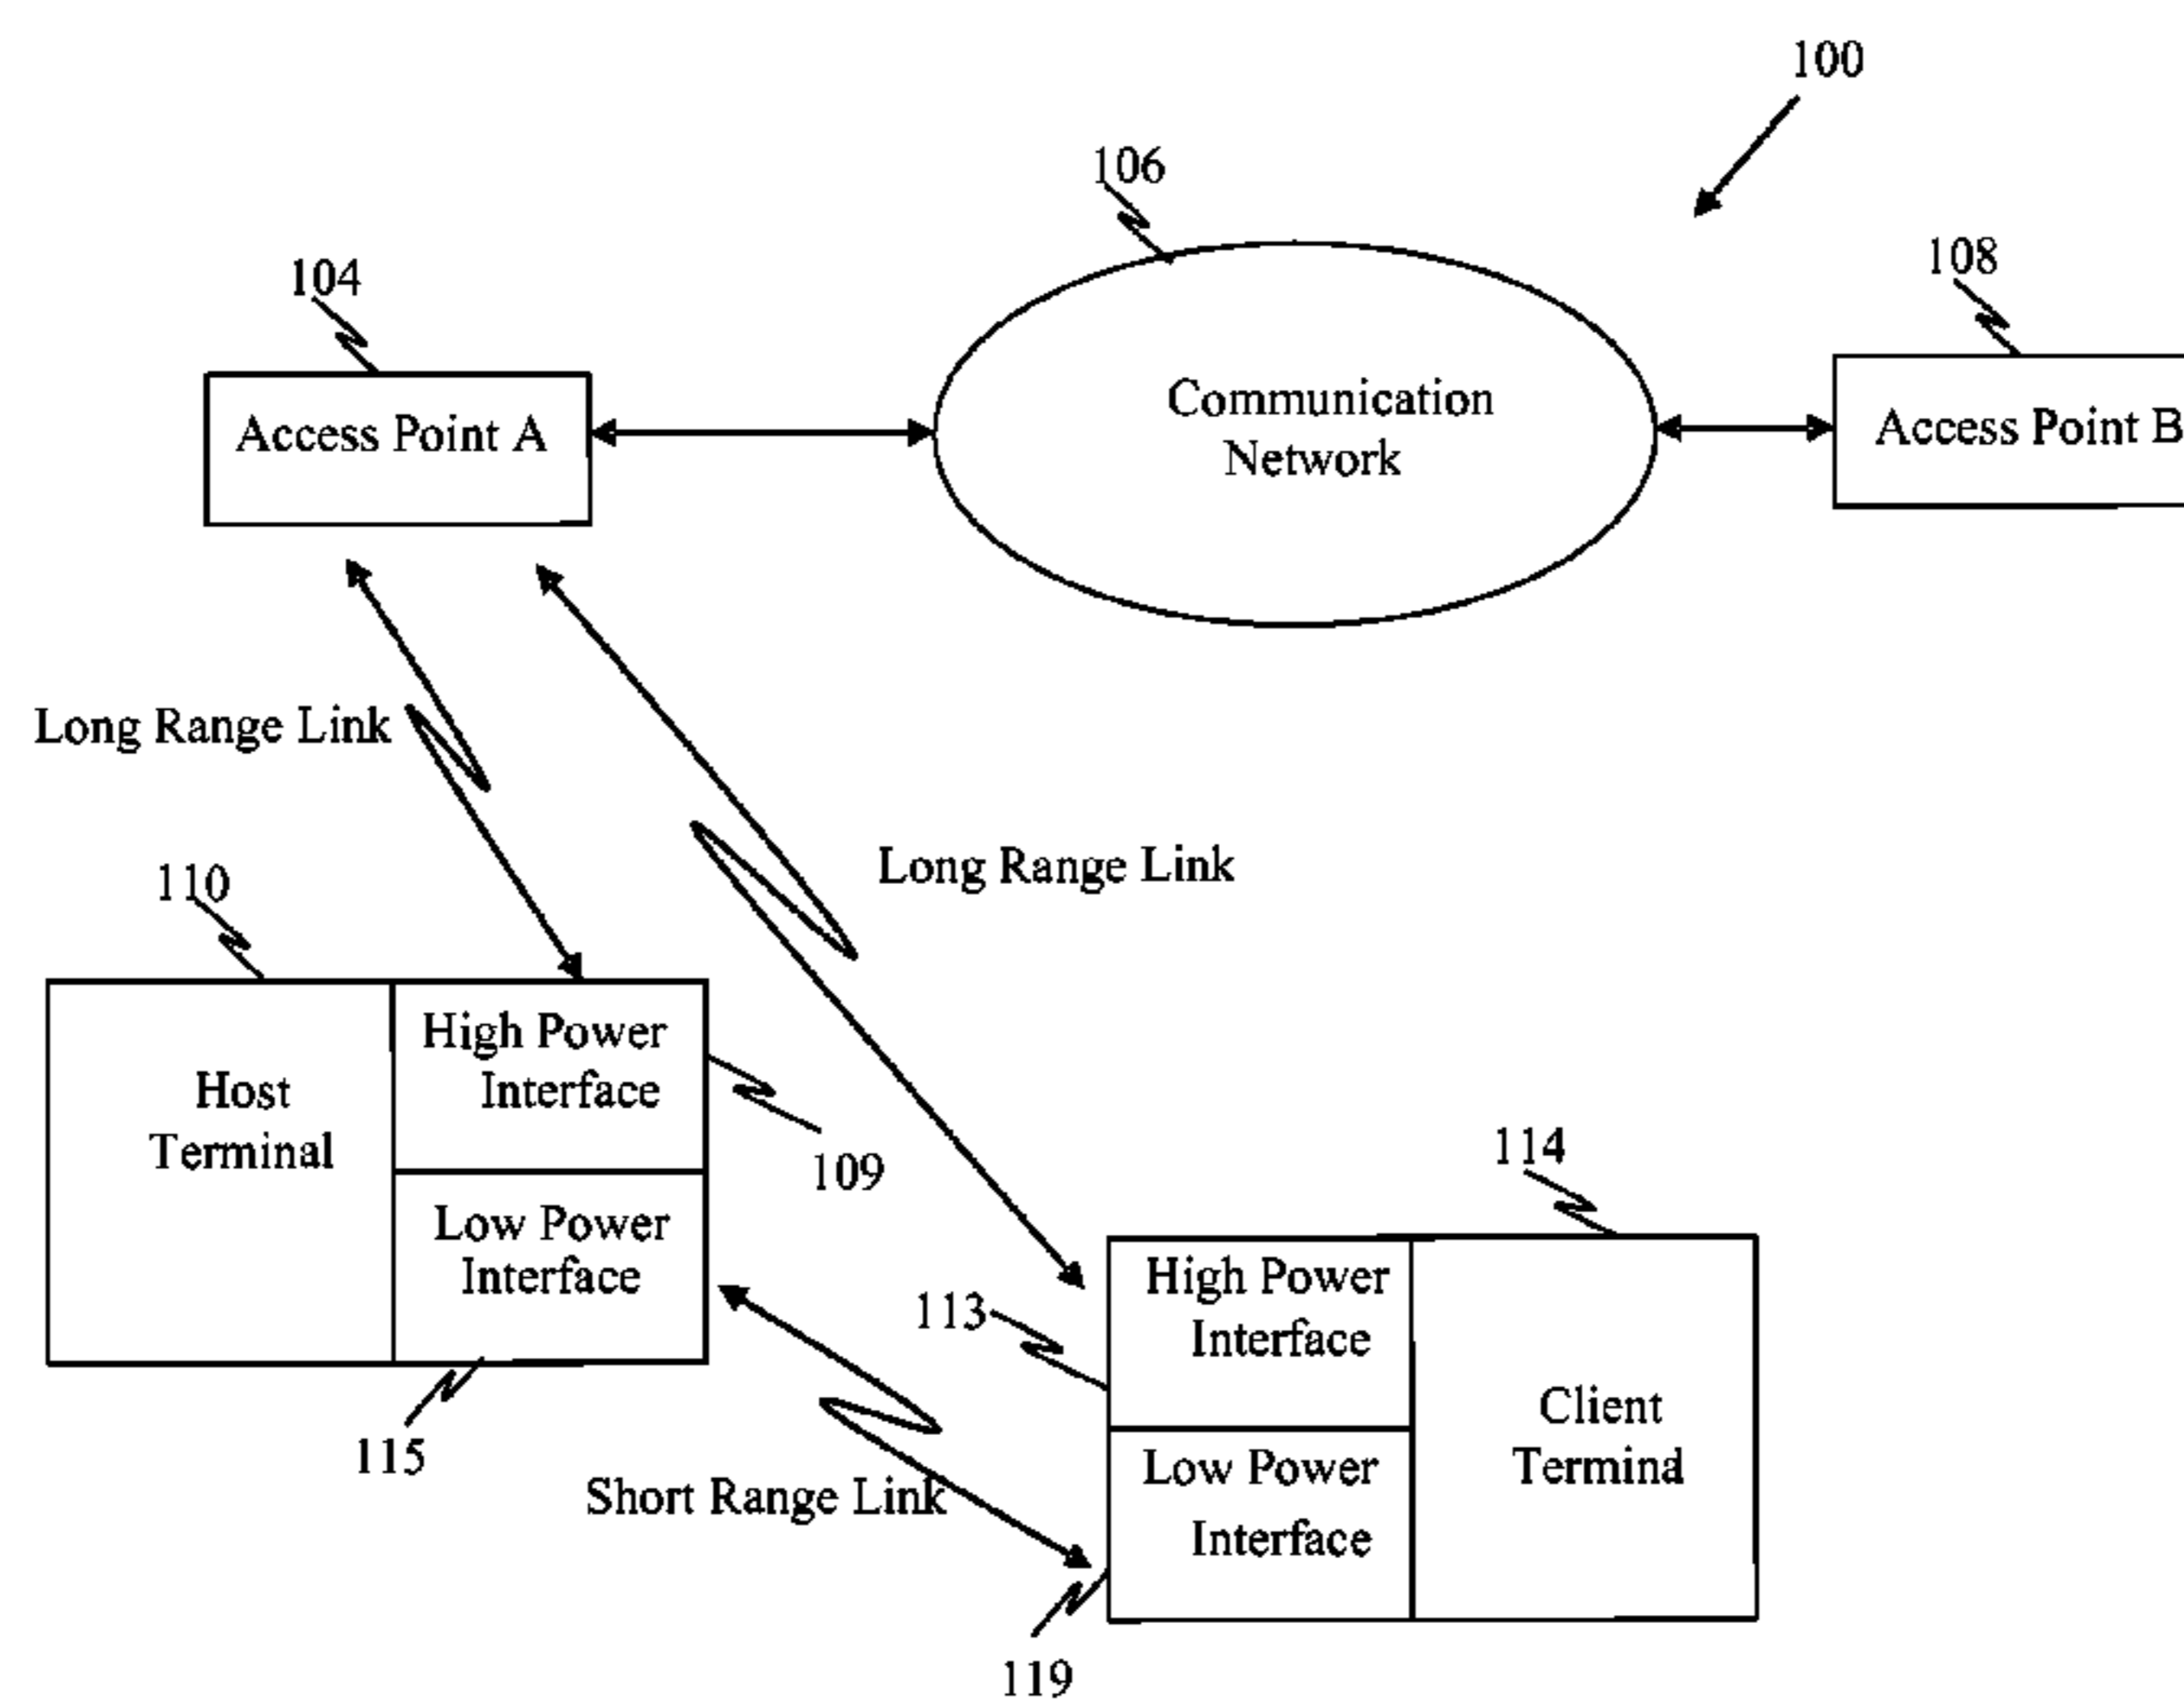 100
106
108
104
Communication
Network
Access Point A
Access Point B
Long Range Link
Long Range Link
110
High Power
Interface
Host
Terminal
109
Low Power
Interface
114
113
High Power
Interface
Client
Termina
115
Low Power
Interface
Short Range Link
119